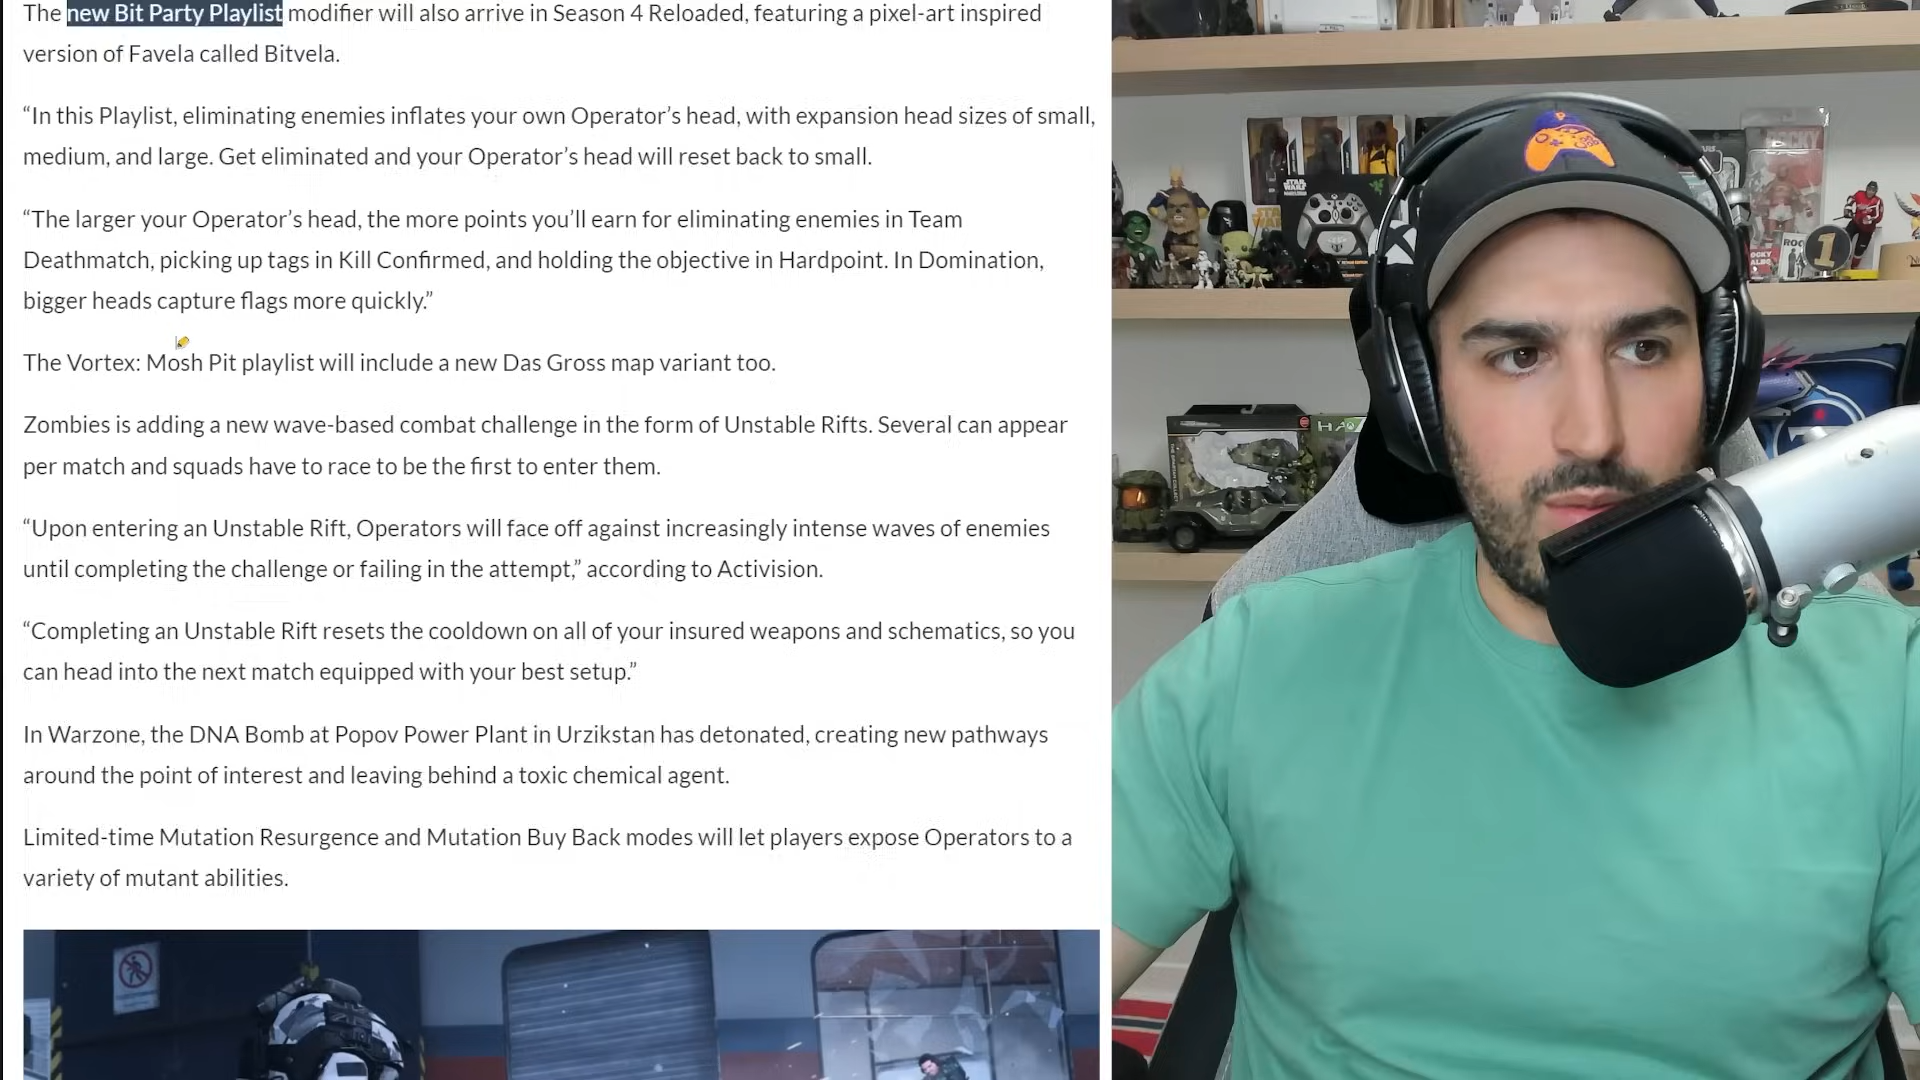 The new Bit Party Playlist modifier will also arrive in Season 4 Reloaded, featuring a pixel-art inspired
version of Favela called Bitvela.
“In this Playlist, eliminating enemies inflates your own Operator’s head, with expansion head sizes of small,
medium, and large. Get eliminated and your Operator’s head will reset back to small.
“The larger your Operator’s head, the more points you’ll earn for eliminating enemies in Team
Deathmatch, picking up tags in Kill Confirmed, and holding the objective in Hardpoint. In Domination,
bigger heads capture flags more quickly.”
The Vortex: Mosh Pit playlist will include a new Das Gross map variant too.
Zombies is adding a new wave-based combat challenge in the form of Unstable Rifts. Several can appear
per match and squads have to race to be the first to enter them.
“Upon entering an Unstable Rift, Operators will face off against increasingly intense waves of enemies
until completing the challenge or failing in the attempt,” according to Activision.
“Completing an Unstable Rift resets the cooldown on all of your insured weapons and schematics, so you
can head into the next match equipped with your best setup.”
In Warzone, the DNA Bomb at Popov Power Plant in Urzikstan has detonated, creating new pathways
around the point of interest and leaving behind a toxic chemical agent.
Limited-time Mutation Resurgence and Mutation Buy Back modes will let players expose Operators to a
variety of mutant abilities.
STAR
WARS
ROCKY
1